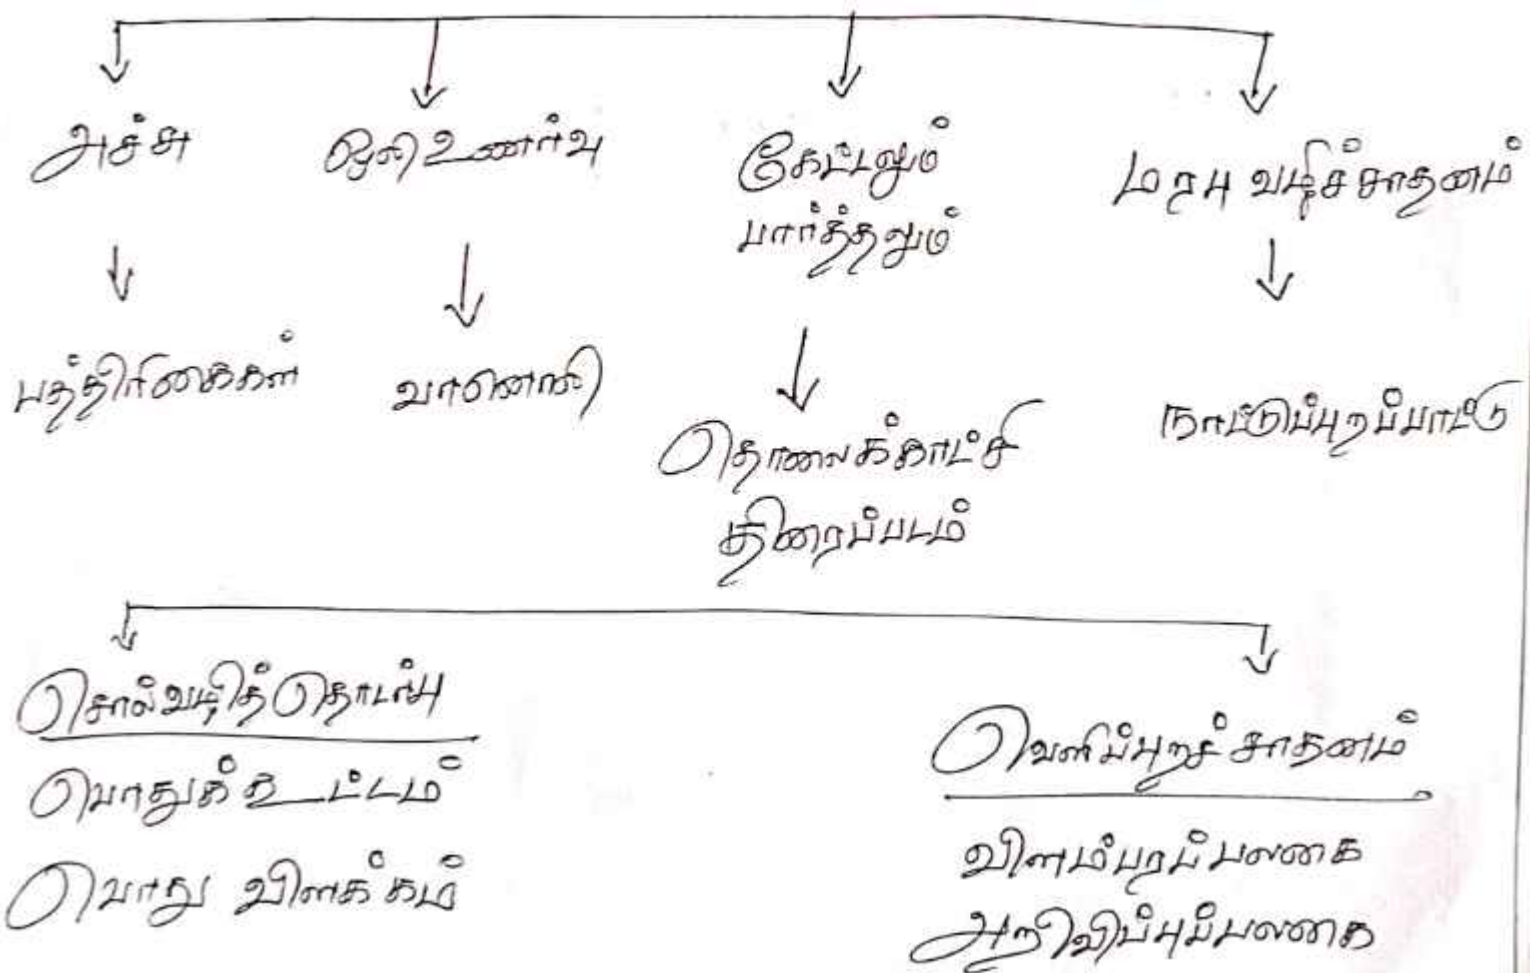 அச்சு
ஒலி உணர்வு
கேட்டலும்
பார்த்தலும்
மரபு வழிச்சாதனம்
பத்திரிகைகள்
வானொலி
தொலைக்காட்சி
திரைப்படம்
நாட்டுப்புறப்பாட்டு
சொல்வழித்தொடர்பு
பொதுக்கூட்டம்
பொது விளக்கம்
வெளிப்புறச் சாதனம்
விளம்பரப்பலகை
அறிவிப்புப்பலகை